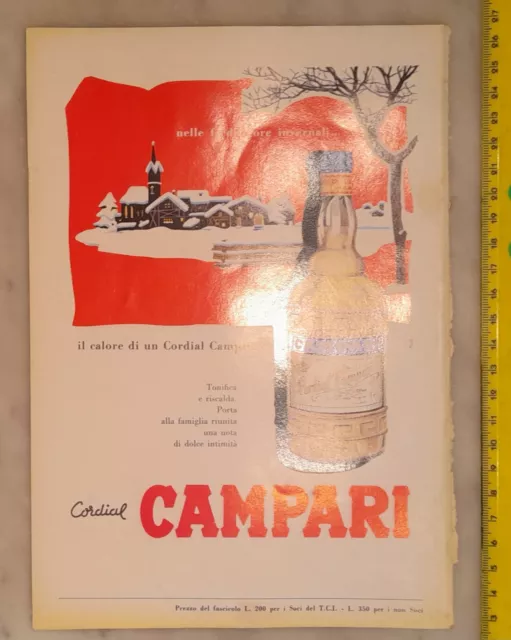 nelle fredde ore invernali...
il calore di un Cordial Campari
Tonifica
e riscalda.
Porta
alla famiglia riunita
una nota
di dolce intimità
Cordial CAMPARI
Prezzo del fascicolo L. 200 per i Soci del T.C.I. - L. 350 per i non Soci